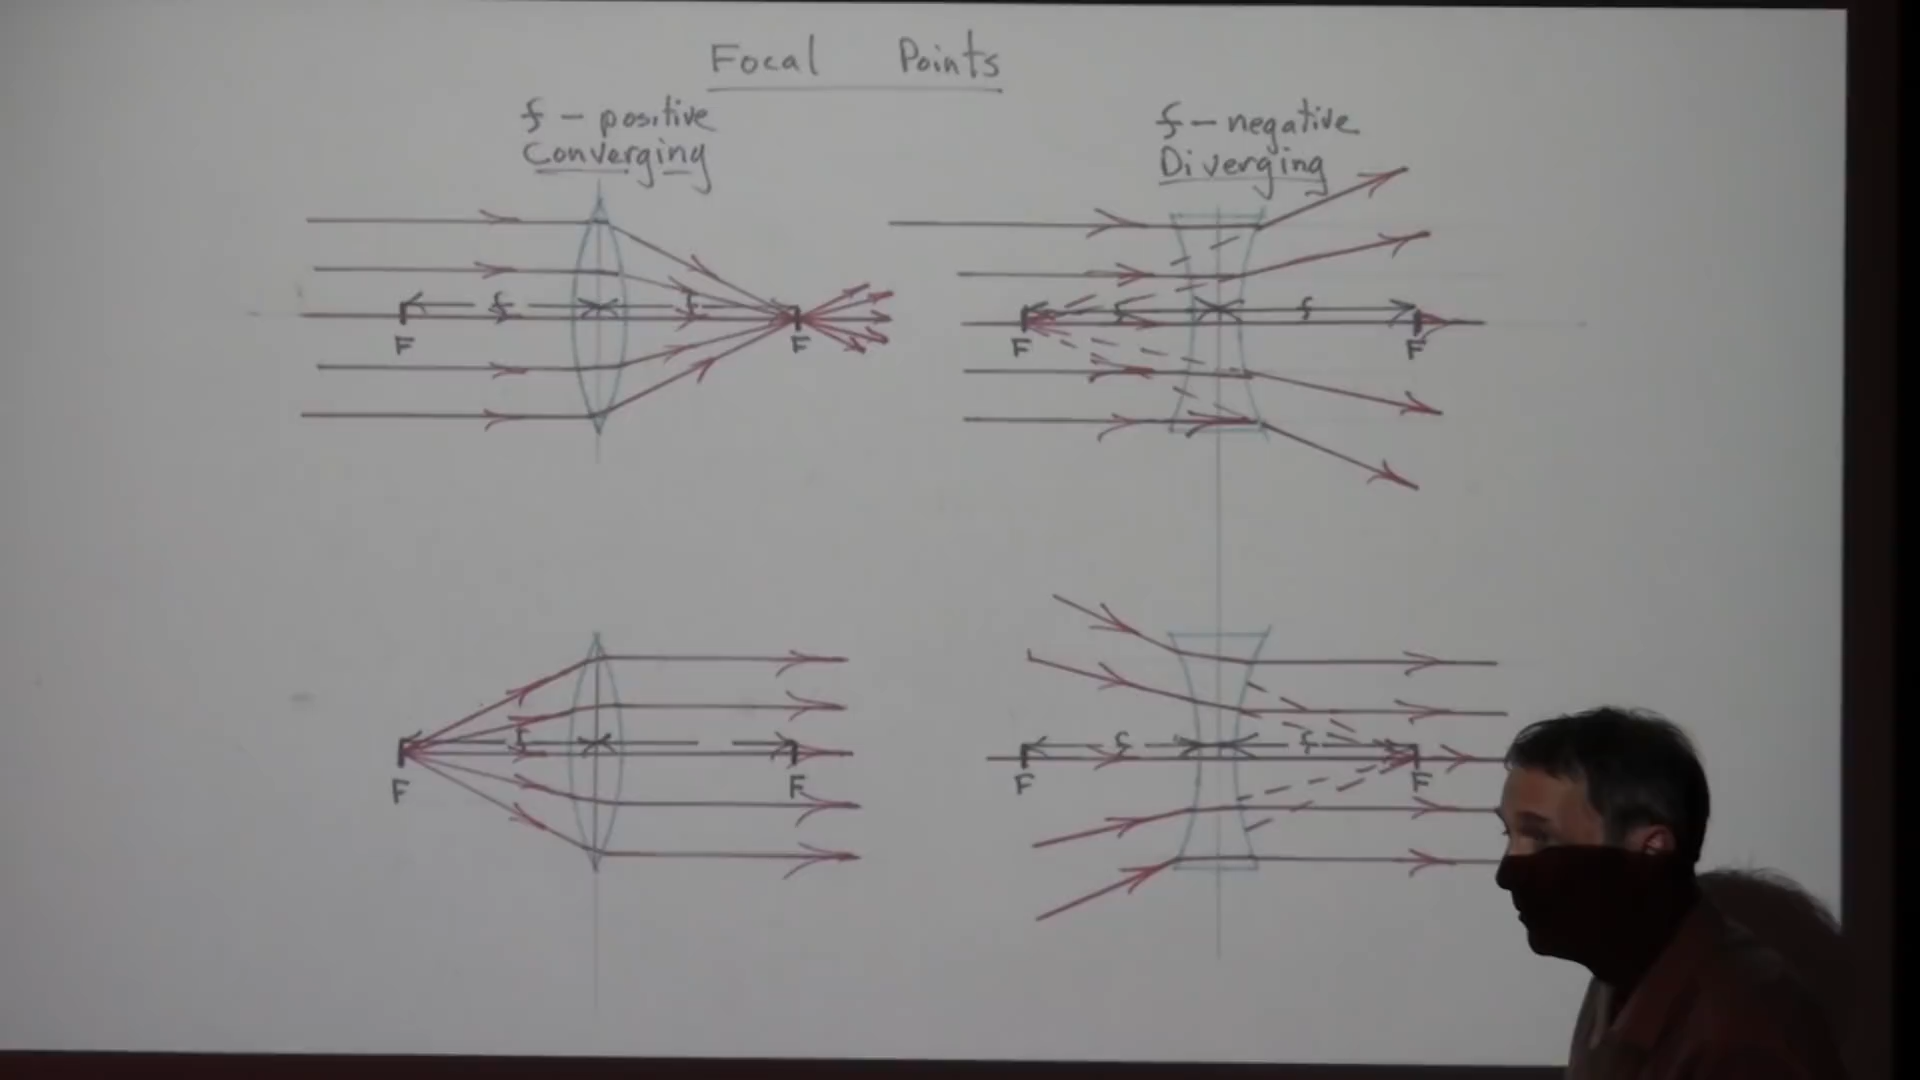 Focal Points
f – positive
Converging
f – negative
Diverging
f f
F F
f f
F F
f
F F
f f
F F